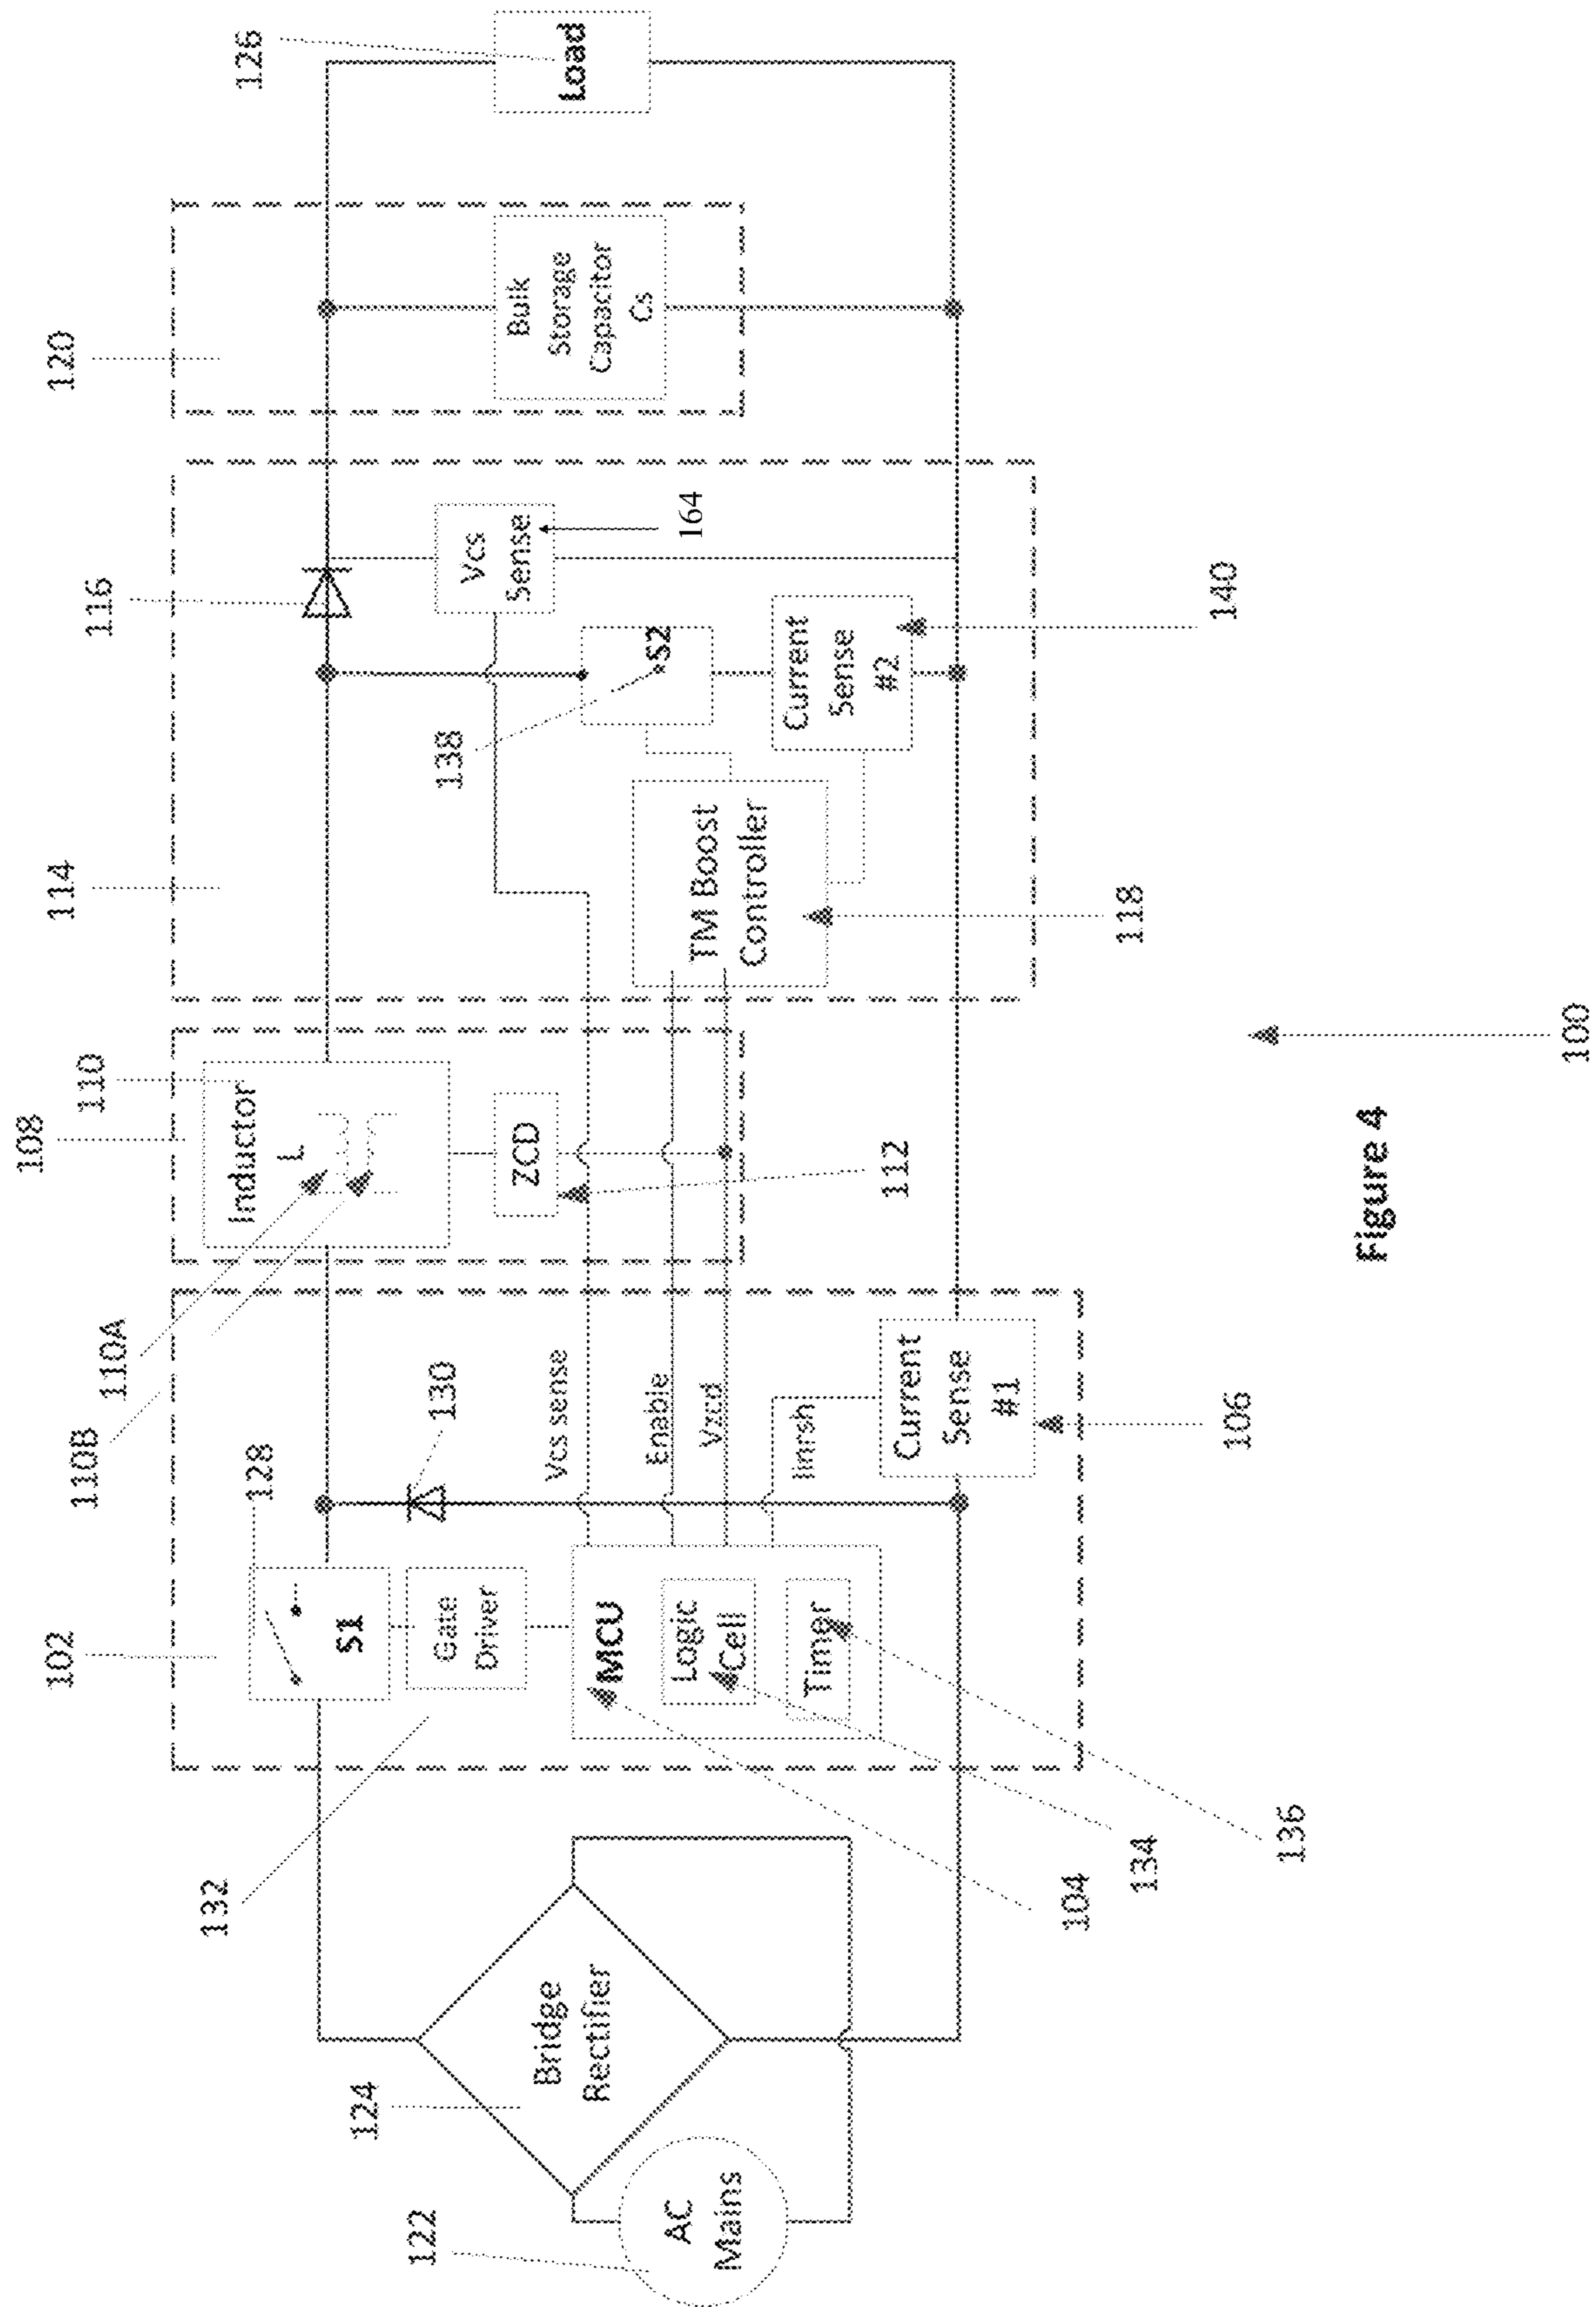 102
128
110B
110A
108
110
114
116
120
126
S1
Gate
Driver
132
130
Inductor
L
ZCD
112
138
S2
Vcs
Sense
164
Bulk
Storage
Capacitor
Cs
Load
122
AC
Mains
124
Bridge
Rectifier
MCU
Logic
Cell
Timer
Vcs sense
Enable
Vzcd
Iinrsh
Current
Sense
#1
106
TM Boost
Controller
118
Current
Sense
#2
140
104
134
136
100
Figure 4